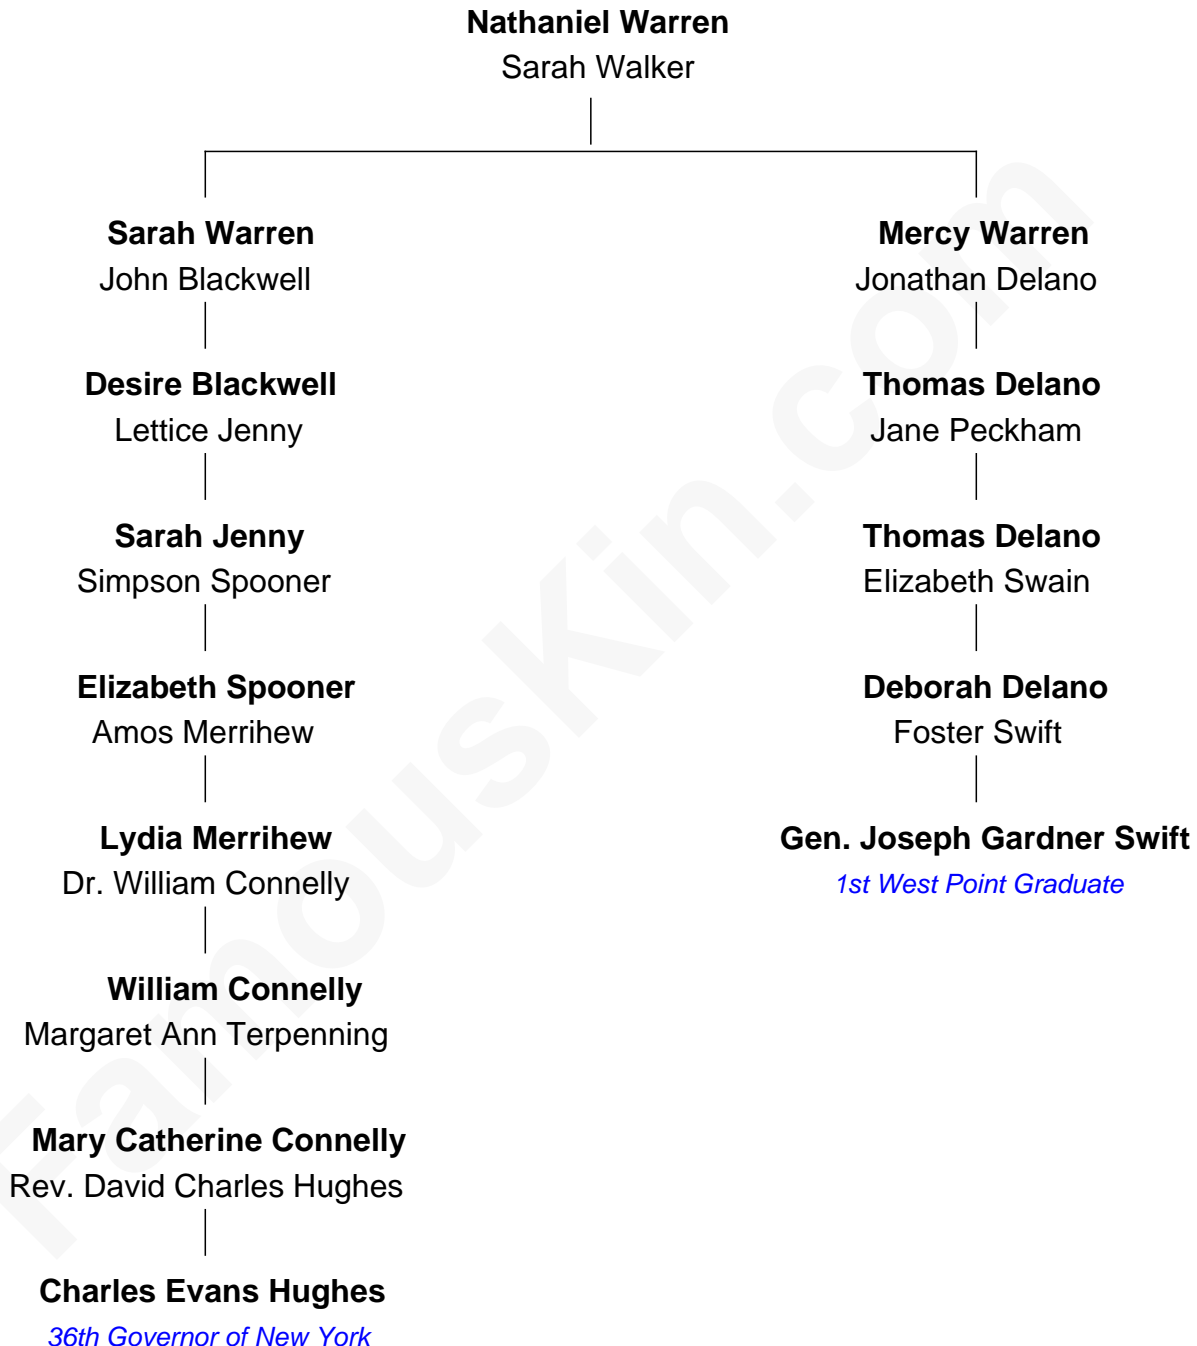 Nathaniel Warren
Sarah Walker
Sarah Warren
John Blackwell
Mercy Warren
Jonathan Delano
Desire Blackwell
Lettice Jenny
Thomas Delano
Jane Peckham
Sarah Jenny
Simpson Spooner
Thomas Delano
Elizabeth Swain
Elizabeth Spooner
Amos Merrihew
Deborah Delano
Foster Swift
Lydia Merrihew
Dr. William Connelly
Gen. Joseph Gardner Swift
1st West Point Graduate
William Connelly
Margaret Ann Terpenning
Mary Catherine Connelly
Rev. David Charles Hughes
Charles Evans Hughes
36th Governor of New York
FamousKin.com